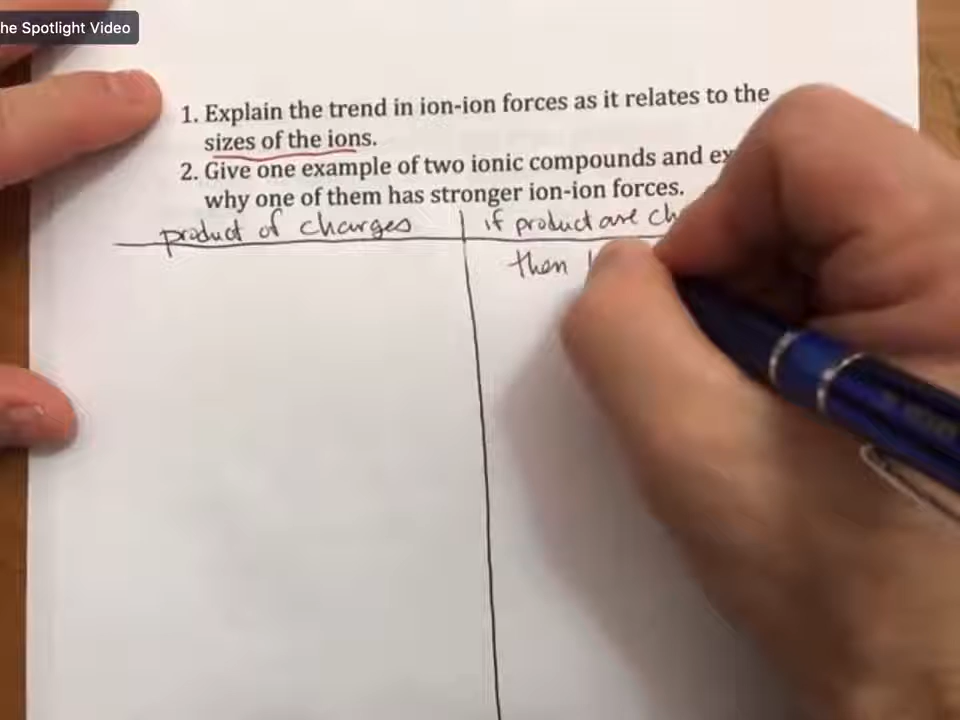 he Spotlight Video
1. Explain the trend in ion-ion forces as it relates to the
sizes of the ions.
2. Give one example of two ionic compounds and ex
why one of them has stronger ion-ion forces.
product of charges
if product are ch
then